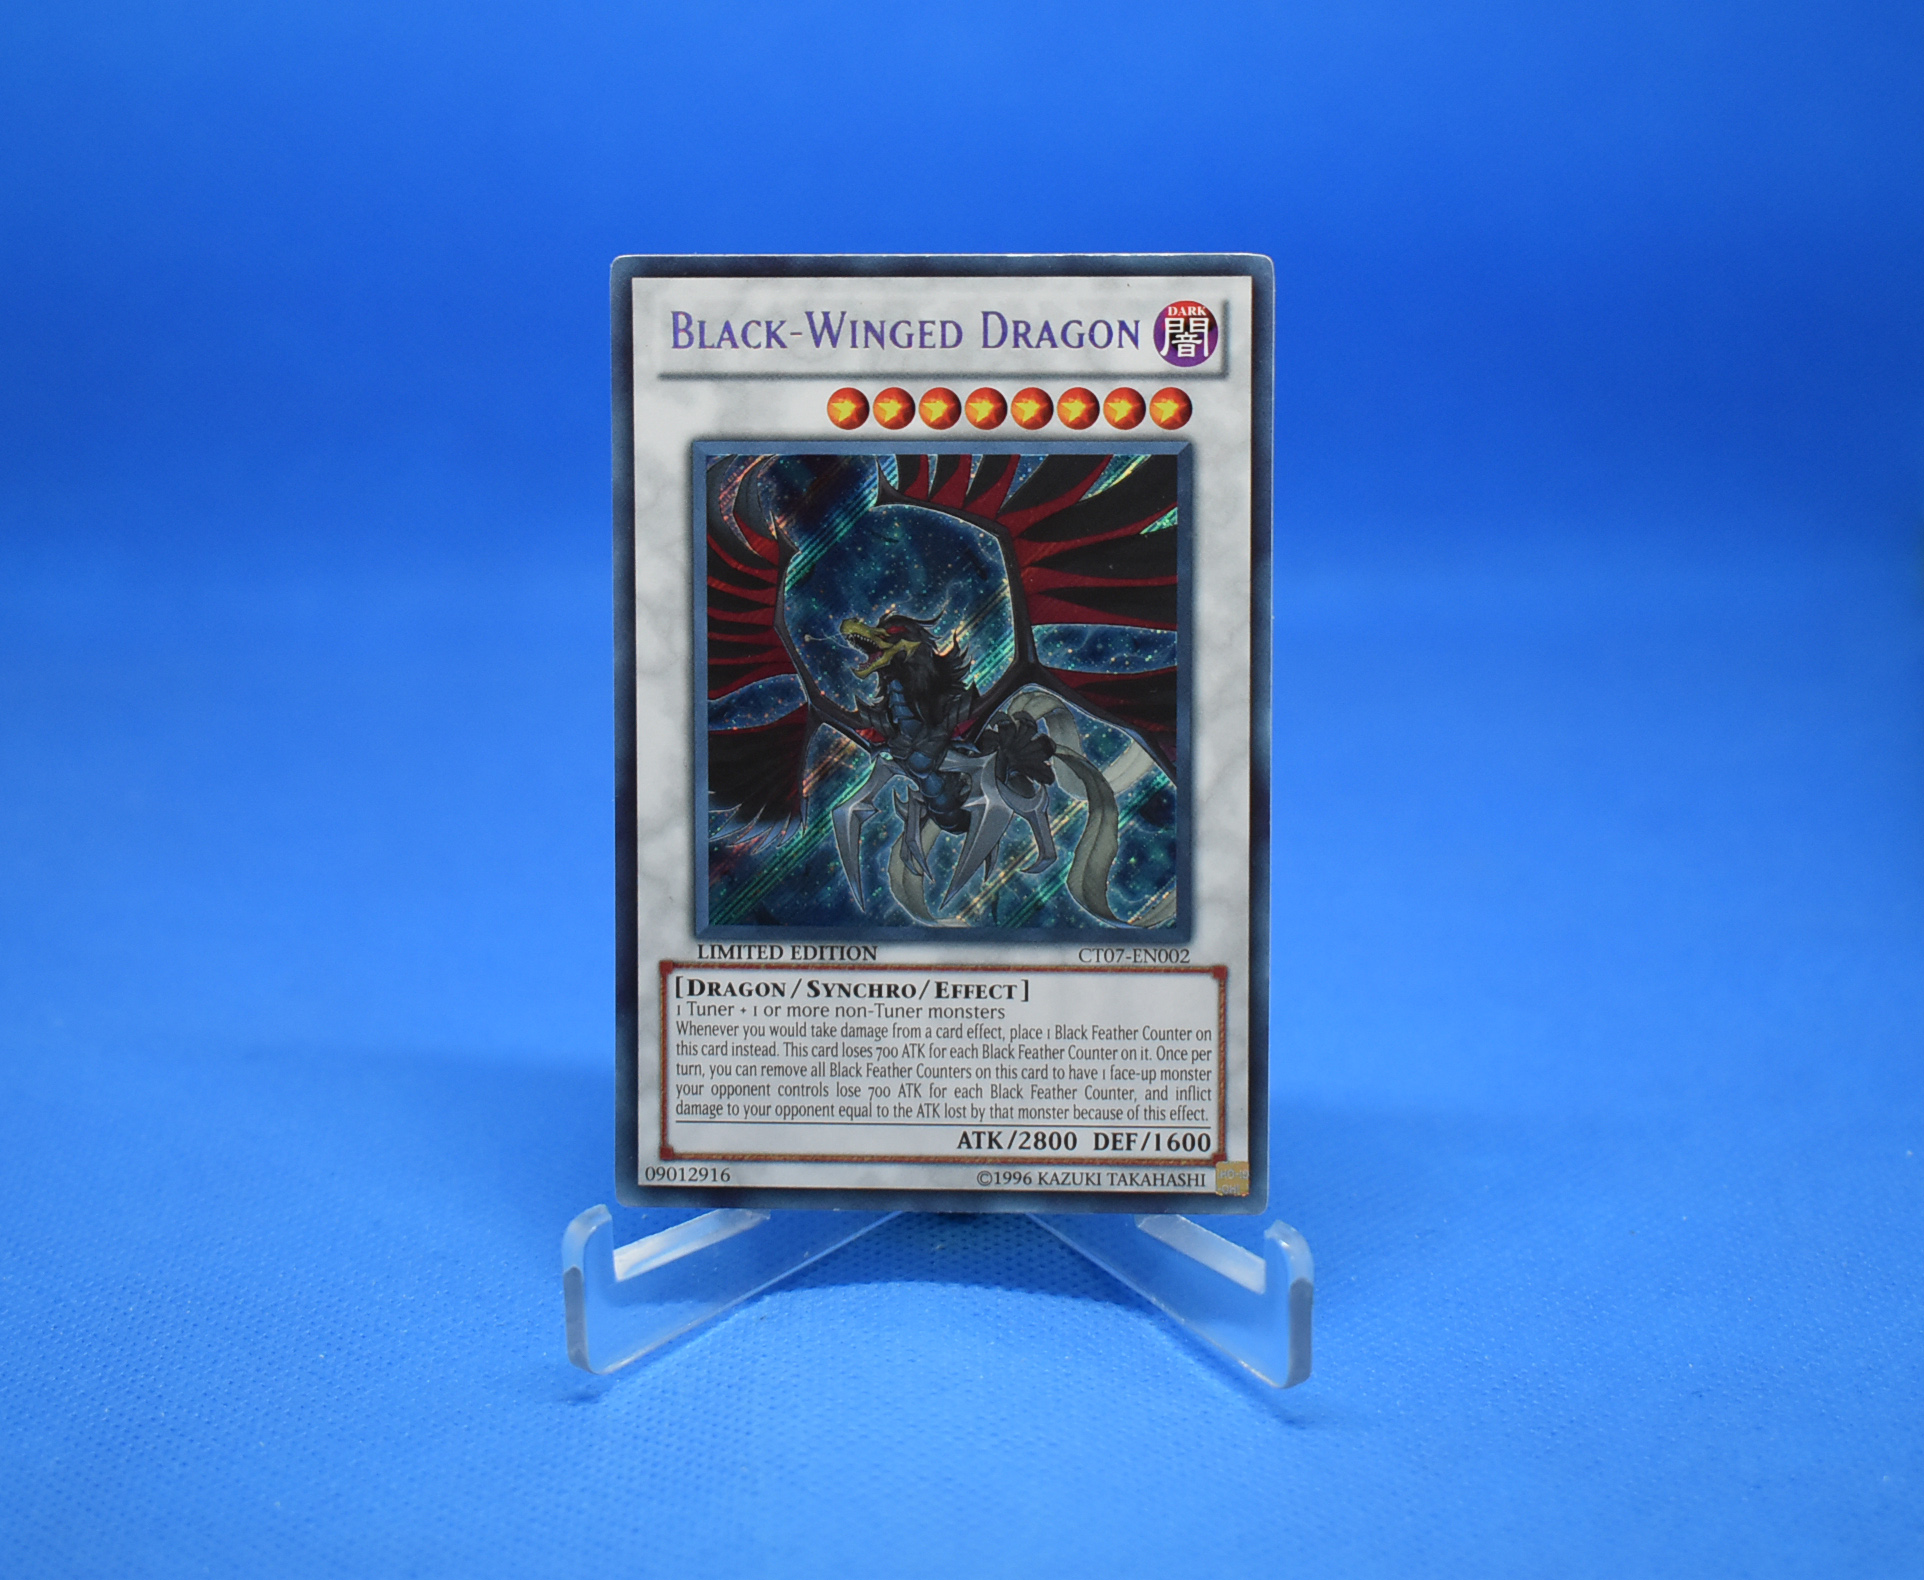 BLACK-WINGED DRAGON
DARK
闇
LIMITED EDITION
CT07-EN002
[DRAGON/SYNCHRO/EFFECT]
1 Tuner + 1 or more non-Tuner monsters
Whenever you would take damage from a card effect, place 1 Black Feather Counter on
this card instead. This card loses 700 ATK for each Black Feather Counter on it. Once per
turn, you can remove all Black Feather Counters on this card to have 1 face-up monster
your opponent controls lose 700 ATK for each Black Feather Counter, and inflict
damage to your opponent equal to the ATK lost by that monster because of this effect.
ATK/2800 DEF/1600
09012916
©1996 KAZUKI TAKAHASHI